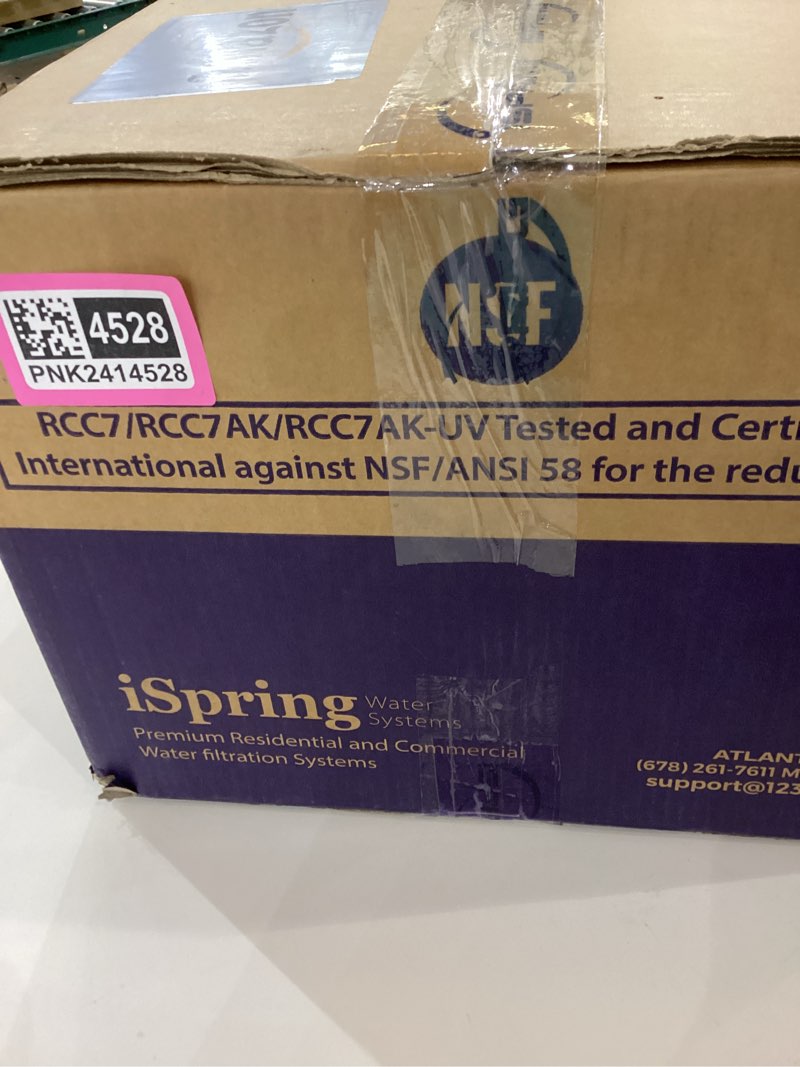 NSF
4528
PNK2414528
RCC7/RCC7AK/RCC7AK-UV Tested and Certi
International against NSF/ANSI 58 for the redu
iSpring Water
Systems
Premium Residential and Commercial
Water filtration Systems
ATLANT
(678) 261-7611 M
support@123